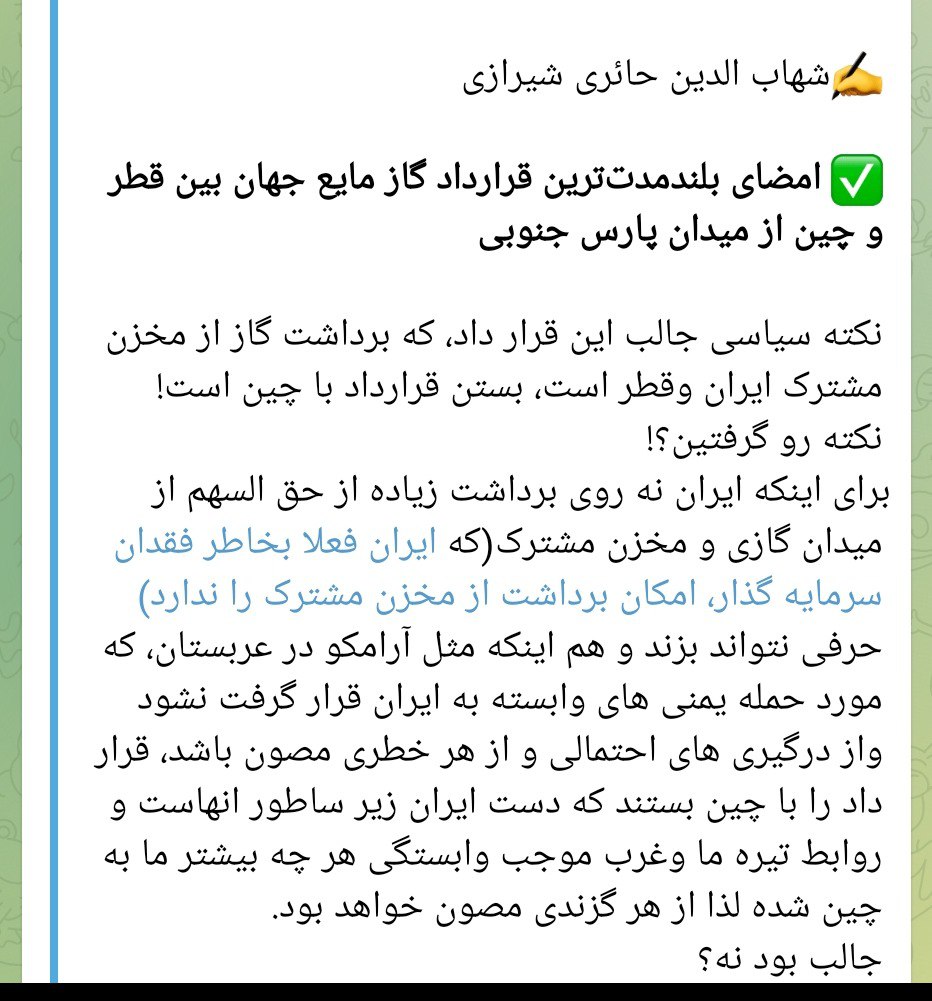 ✍️شهاب الدین حائری شیرازی
✅ امضای بلندمدت‌ترین قرارداد گاز مایع جهان بین قطر
و چین از میدان پارس جنوبی
نکته سیاسی جالب این قرار داد، که برداشت گاز از مخزن
مشترک ایران وقطر است، بستن قرارداد با چین است!
نکته رو گرفتین؟!
برای اینکه ایران نه روی برداشت زیاده از حق السهم از
میدان گازی و مخزن مشترک(که ایران فعلا بخاطر فقدان
سرمایه گذار، امکان برداشت از مخزن مشترک را ندارد)
حرفی نتواند بزند و هم اینکه مثل آرامکو در عربستان، که
مورد حمله یمنی های وابسته به ایران قرار گرفت نشود
واز درگیری های احتمالی و از هر خطری مصون باشد، قرار
داد را با چین بستند که دست ایران زیر ساطور انهاست و
روابط تیره ما وغرب موجب وابستگی هر چه بیشتر ما به
چین شده لذا از هر گزندی مصون خواهد بود.
جالب بود نه؟